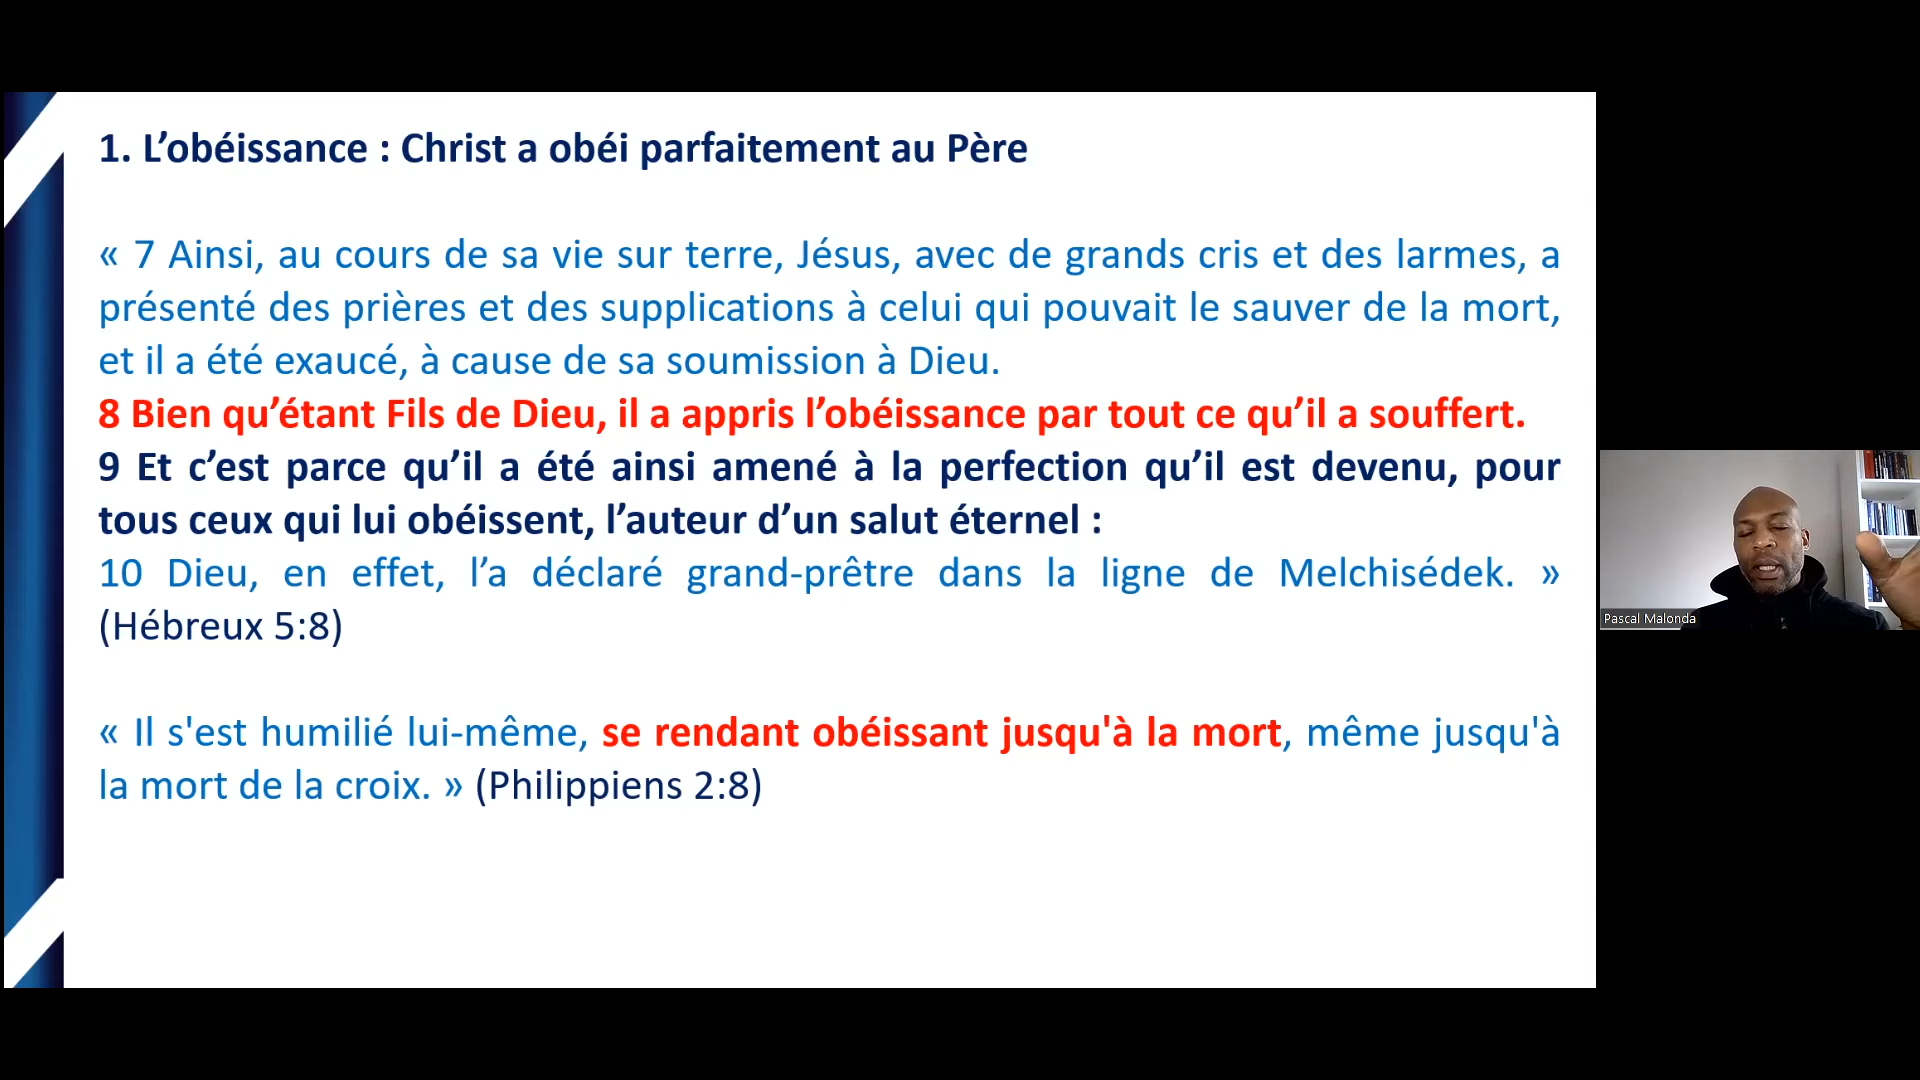 1. L’obéissance : Christ a obéi parfaitement au Père
« 7 Ainsi, au cours de sa vie sur terre, Jésus, avec de grands cris et des larmes, a
présenté des prières et des supplications à celui qui pouvait le sauver de la mort,
et il a été exaucé, à cause de sa soumission à Dieu.
8 Bien qu’étant Fils de Dieu, il a appris l’obéissance par tout ce qu’il a souffert.
9 Et c’est parce qu’il a été ainsi amené à la perfection qu’il est devenu, pour
tous ceux qui lui obéissent, l’auteur d’un salut éternel :
10 Dieu, en effet, l’a déclaré grand-prêtre dans la ligne de Melchisédek. »
(Hébreux 5:8)
« Il s'est humilié lui-même, se rendant obéissant jusqu'à la mort, même jusqu'à
la mort de la croix. » (Philippiens 2:8)
Pascal Malonda